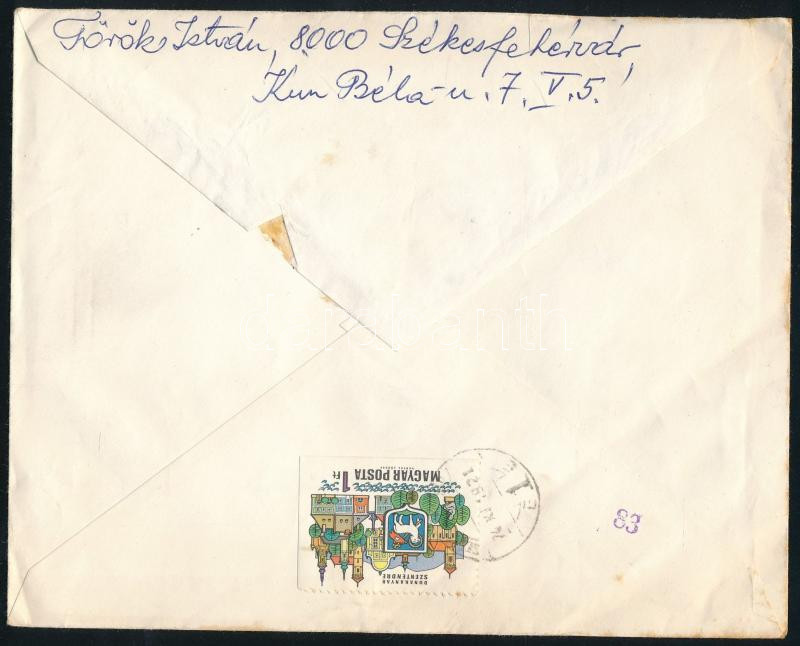 Török István, 8000 Székesfehérvár,
Kun Béla-u. 7. V. 5.
DUNAKANYAR
SZENTENDRE
MAGYAR POSTA 1 Ft
83